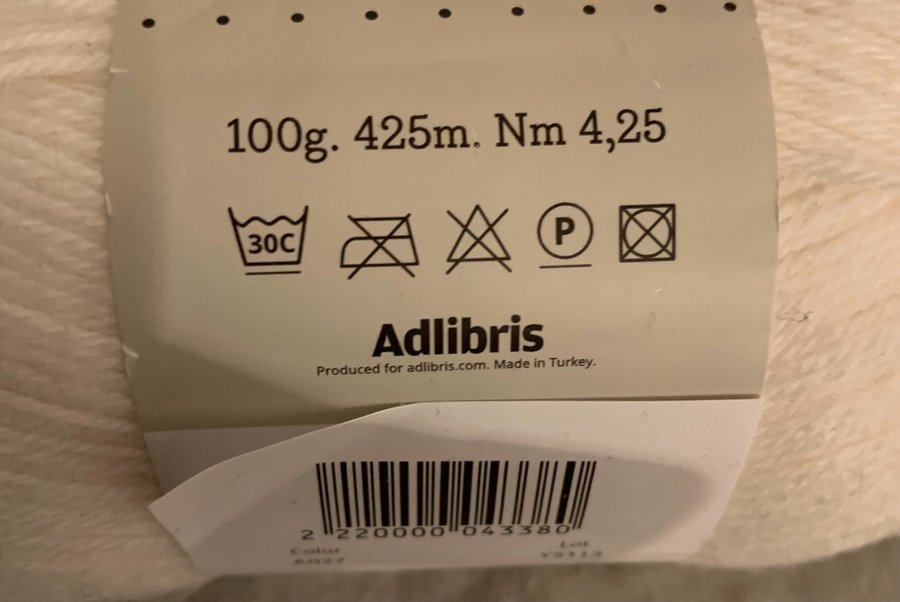 100g. 425m. Nm 4,25
30C
P
Adlibris
Produced for adlibris.com. Made in Turkey.
2 220000 043380
Color Lot
A022